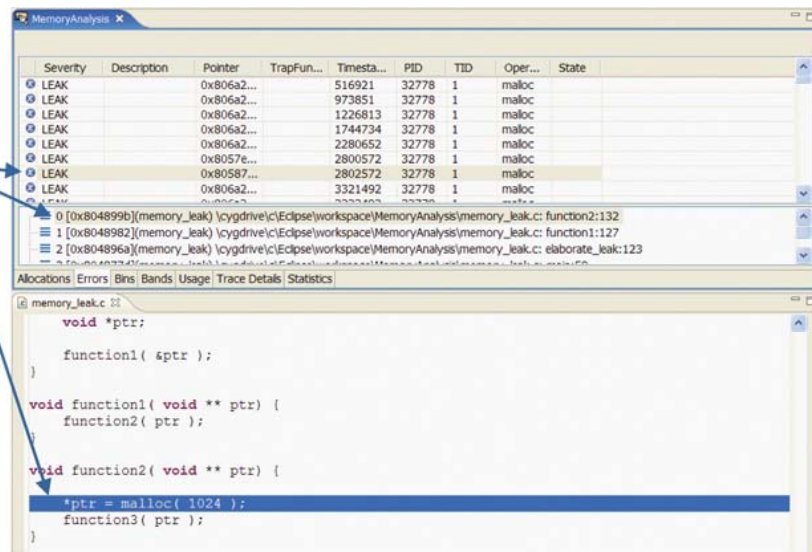 MemoryAnalysis
Severity Description Pointer TrapFun... Timesta... PID TID Oper... State
LEAK 0x806a2... 516921 32778 1 malloc
LEAK 0x806a2... 973851 32778 1 malloc
LEAK 0x806a2... 1226813 32778 1 malloc
LEAK 0x806a2... 1744734 32778 1 malloc
LEAK 0x806a2... 2280652 32778 1 malloc
LEAK 0x8057e... 2800572 32778 1 malloc
LEAK 0x80587... 2802572 32778 1 malloc
LEAK 0x806a2... 3321492 32778 1 malloc
0 [0x804899b](memory_leak) \cygdrive\c\Eclipse\workspace\MemoryAnalysis\memory_leak.c: function2:132
1 [0x8048982](memory_leak) \cygdrive\c\Eclipse\workspace\MemoryAnalysis\memory_leak.c: function1:127
2 [0x804896a](memory_leak) \cygdrive\c\Eclipse\workspace\MemoryAnalysis\memory_leak.c: elaborate_leak:123
Allocations Errors Bins Bands Usage Trace Details Statistics
memory_leak.c
void *ptr;
function1( &ptr );
}
void function1( void ** ptr) {
function2( ptr );
}
void function2( void ** ptr) {
*ptr = malloc( 1024 );
function3( ptr );
}